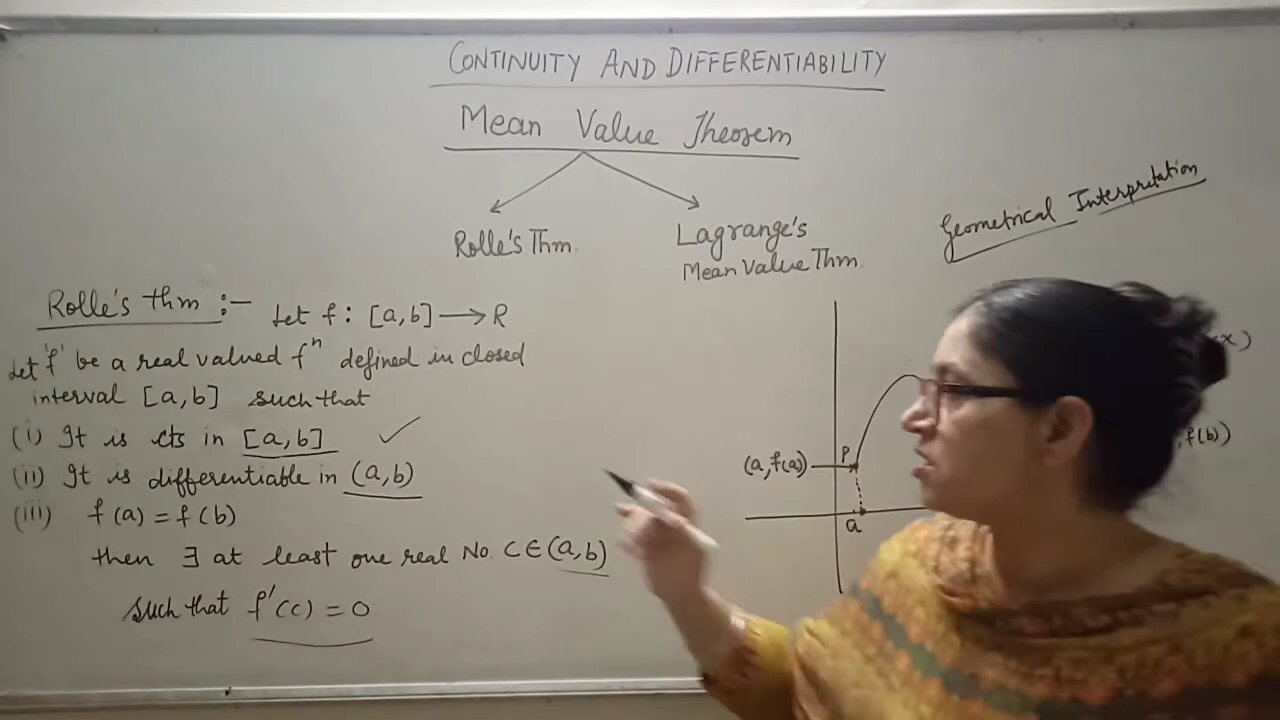 CONTINUITY AND DIFFERENTIABILITY
Mean Value Theorem
Rolle's Thm.
Lagrange's
Mean Value Thm.
Geometrical Interpretation
Rolle's thm :-
Let f : [a,b] → R
Let 'f' be a real valued fⁿ defined in closed
interval [a,b] such that
(i) It is cts in [a,b] ✓
(ii) It is differentiable in (a,b)
(iii) f(a) = f(b)
then ∃ at least one real No. C ∈ (a,b)
such that f'(c) = 0
x)
(a,f(a))
P
, f(b))
a